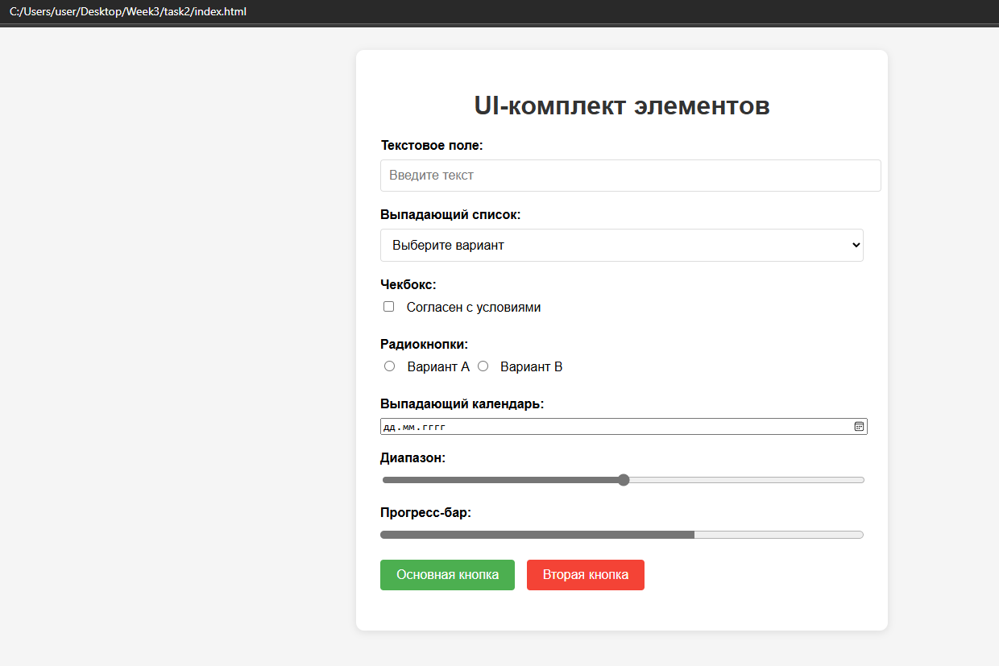 C:/Users/user/Desktop/Week3/task2/index.html
UI-комплект элементов
Текстовое поле:
Введите текст
Выпадающий список:
Выберите вариант
Чекбокс:
Согласен с условиями
Радиокнопки:
Вариант A Вариант B
Выпадающий календарь:
дд.мм.гггг
Диапазон:
Прогресс-бар:
Основная кнопка Вторая кнопка